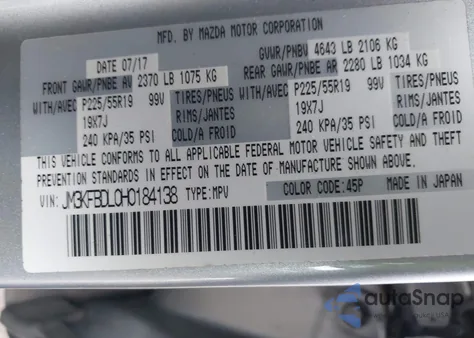 MFD. BY MAZDA MOTOR CORPORATION
DATE 07/17
GVWR/PNBV 4643 LB 2106 KG
FRONT GAWR/PNBE AV 2370 LB 1075 KG
REAR GAWR/PNBE AR 2280 LB 1034 KG
WITH/AVEC P225/55R19 99V TIRES/PNEUS
19X7J RIMS/JANTES
240 KPA/35 PSI COLD/A FROID
WITH/AVEC P225/55R19 99V TIRES/PNEUS
19X7J RIMS/JANTES
240 KPA/35 PSI COLD/A FROID
THIS VEHICLE CONFORMS TO ALL APPLICABLE FEDERAL MOTOR VEHICLE SAFETY AND THEFT
PREVENTION STANDARDS IN EFFECT ON THE DATE OF MANUFACTURE SHOWN ABOVE.
VIN: JM3KFBDL0H0184138 TYPE: MPV COLOR CODE: 45P MADE IN JAPAN
autoSnap